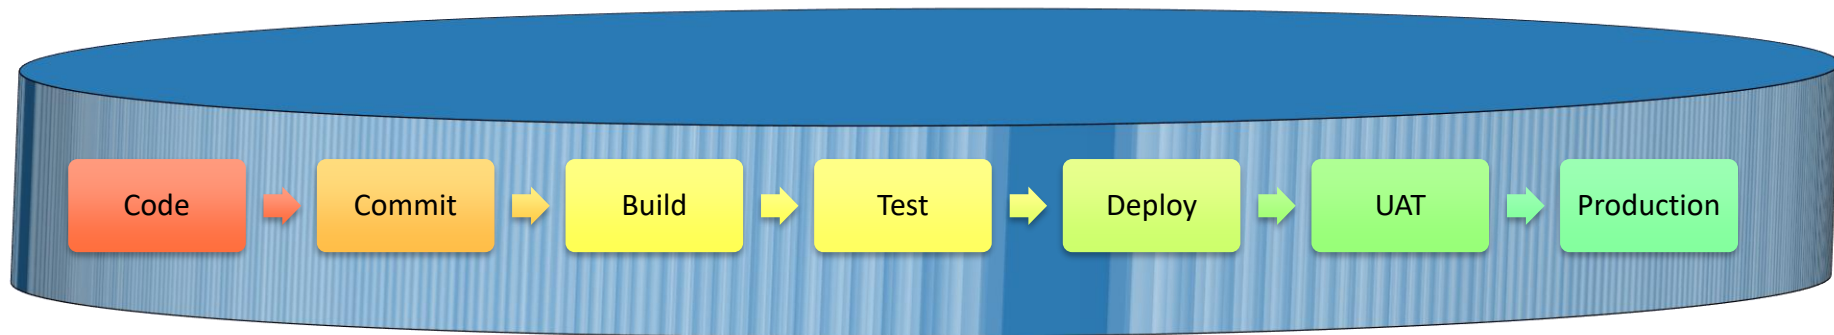 Code
Commit
Build
Test
Deploy
UAT
Production